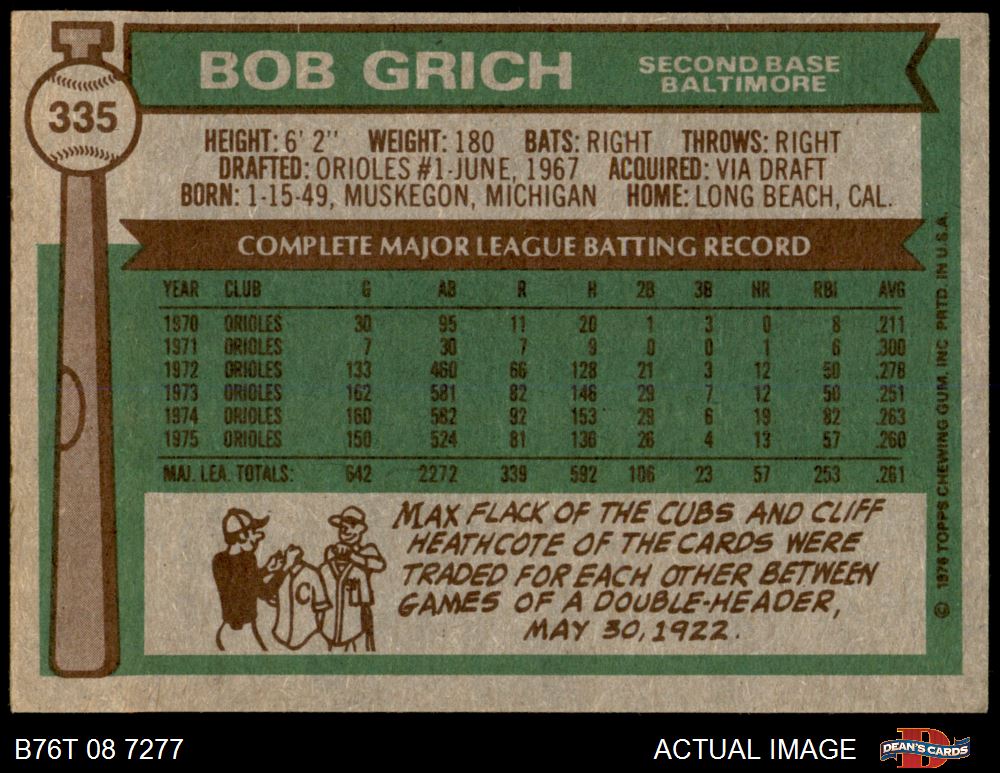 335
BOB GRICH
SECOND BASE
BALTIMORE
HEIGHT: 6' 2" WEIGHT: 180 BATS: RIGHT THROWS: RIGHT
DRAFTED: ORIOLES #1-JUNE, 1967 ACQUIRED: VIA DRAFT
BORN: 1-15-49, MUSKEGON, MICHIGAN HOME: LONG BEACH, CAL.
COMPLETE MAJOR LEAGUE BATTING RECORD
YEAR CLUB G AB R H 2B 3B HR RBI AVG
1970 ORIOLES 30 95 11 20 1 3 0 8 .211
1971 ORIOLES 7 30 7 9 0 0 1 6 .300
1972 ORIOLES 133 460 66 128 21 3 12 50 .278
1973 ORIOLES 162 581 82 146 29 7 12 50 .251
1974 ORIOLES 160 582 92 153 29 6 19 82 .263
1975 ORIOLES 150 524 81 136 26 4 13 57 .260
MAJ. LEA. TOTALS: 642 2272 339 592 106 23 57 253 .261
C
MAX FLACK OF THE CUBS AND CLIFF
HEATHCOTE OF THE CARDS WERE
TRADED FOR EACH OTHER BETWEEN
GAMES OF A DOUBLE-HEADER,
MAY 30, 1922.
© 1976 TOPPS CHEWING GUM, INC. PRTD. IN U.S.A.
B76T 08 7277
ACTUAL IMAGE
DEAN'S CARDS